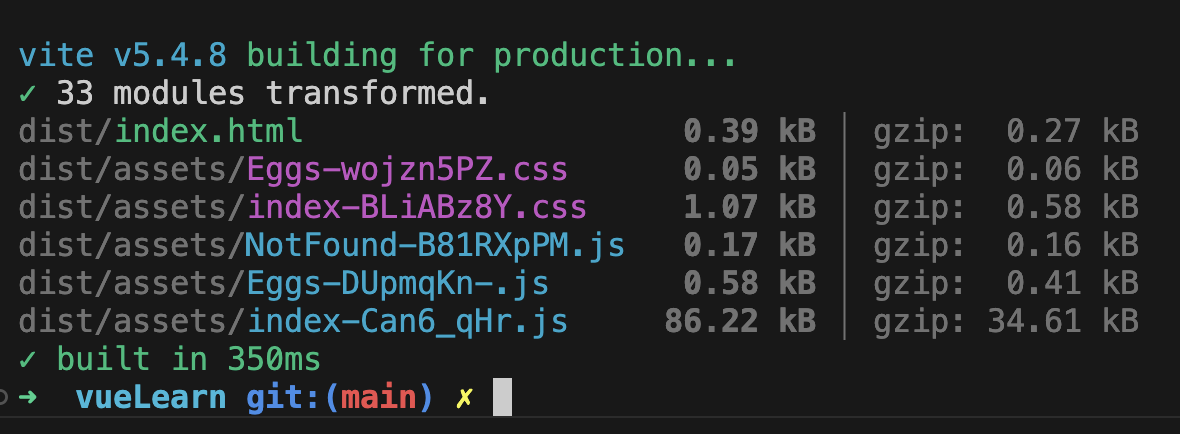 vite v5.4.8 building for production...
✓ 33 modules transformed.
dist/index.html 0.39 kB │ gzip: 0.27 kB
dist/assets/Eggs-wojzn5PZ.css 0.05 kB │ gzip: 0.06 kB
dist/assets/index-BLiABz8Y.css 1.07 kB │ gzip: 0.58 kB
dist/assets/NotFound-B81RXpPM.js 0.17 kB │ gzip: 0.16 kB
dist/assets/Eggs-DUpmqKn-.js 0.58 kB │ gzip: 0.41 kB
dist/assets/index-Can6_qHr.js 86.22 kB │ gzip: 34.61 kB
✓ built in 350ms
➜ vueLearn git:(main) ✗